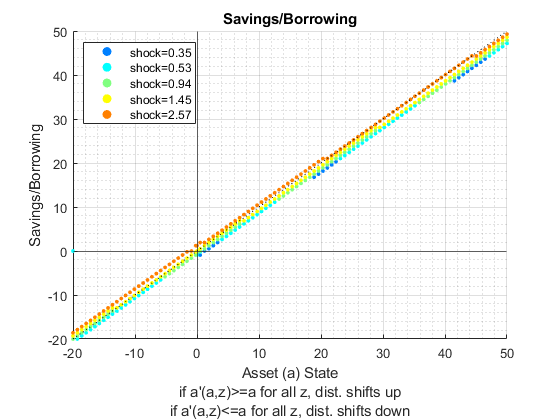 Savings/Borrowing
50
40
30
20
10
0
-10
-20
Savings/Borrowing
shock=0.35
shock=0.53
shock=0.94
shock=1.45
shock=2.57
-20
-10
0
10
20
30
40
50
Asset (a) State
if a'(a,z)>=a for all z, dist. shifts up
if a'(a,z)<=a for all z, dist. shifts down